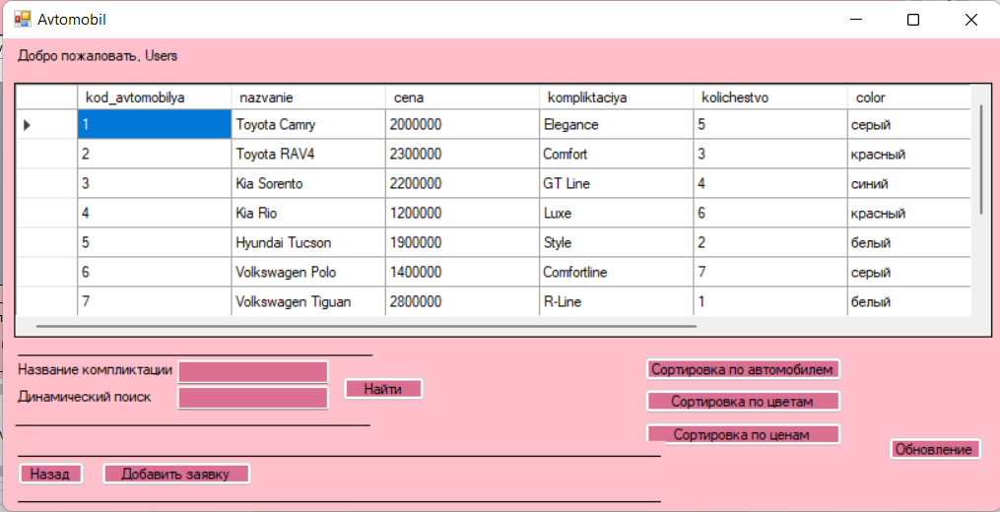 Avtomobil
Добро пожаловать, Users
kod_avtomobilya nazvanie cena kompliktaciya kolichestvo color
1 Toyota Camry 2000000 Elegance 5 серый
2 Toyota RAV4 2300000 Comfort 3 красный
3 Kia Sorento 2200000 GT Line 4 синий
4 Kia Rio 1200000 Luxe 6 красный
5 Hyundai Tucson 1900000 Style 2 белый
6 Volkswagen Polo 1400000 Comfortline 7 серый
7 Volkswagen Tiguan 2800000 R-Line 1 белый
Название компликтации
Динамический поиск
Найти
Сортировка по автомобилем
Сортировка по цветам
Сортировка по ценам
Обновление
Назад
Добавить заявку